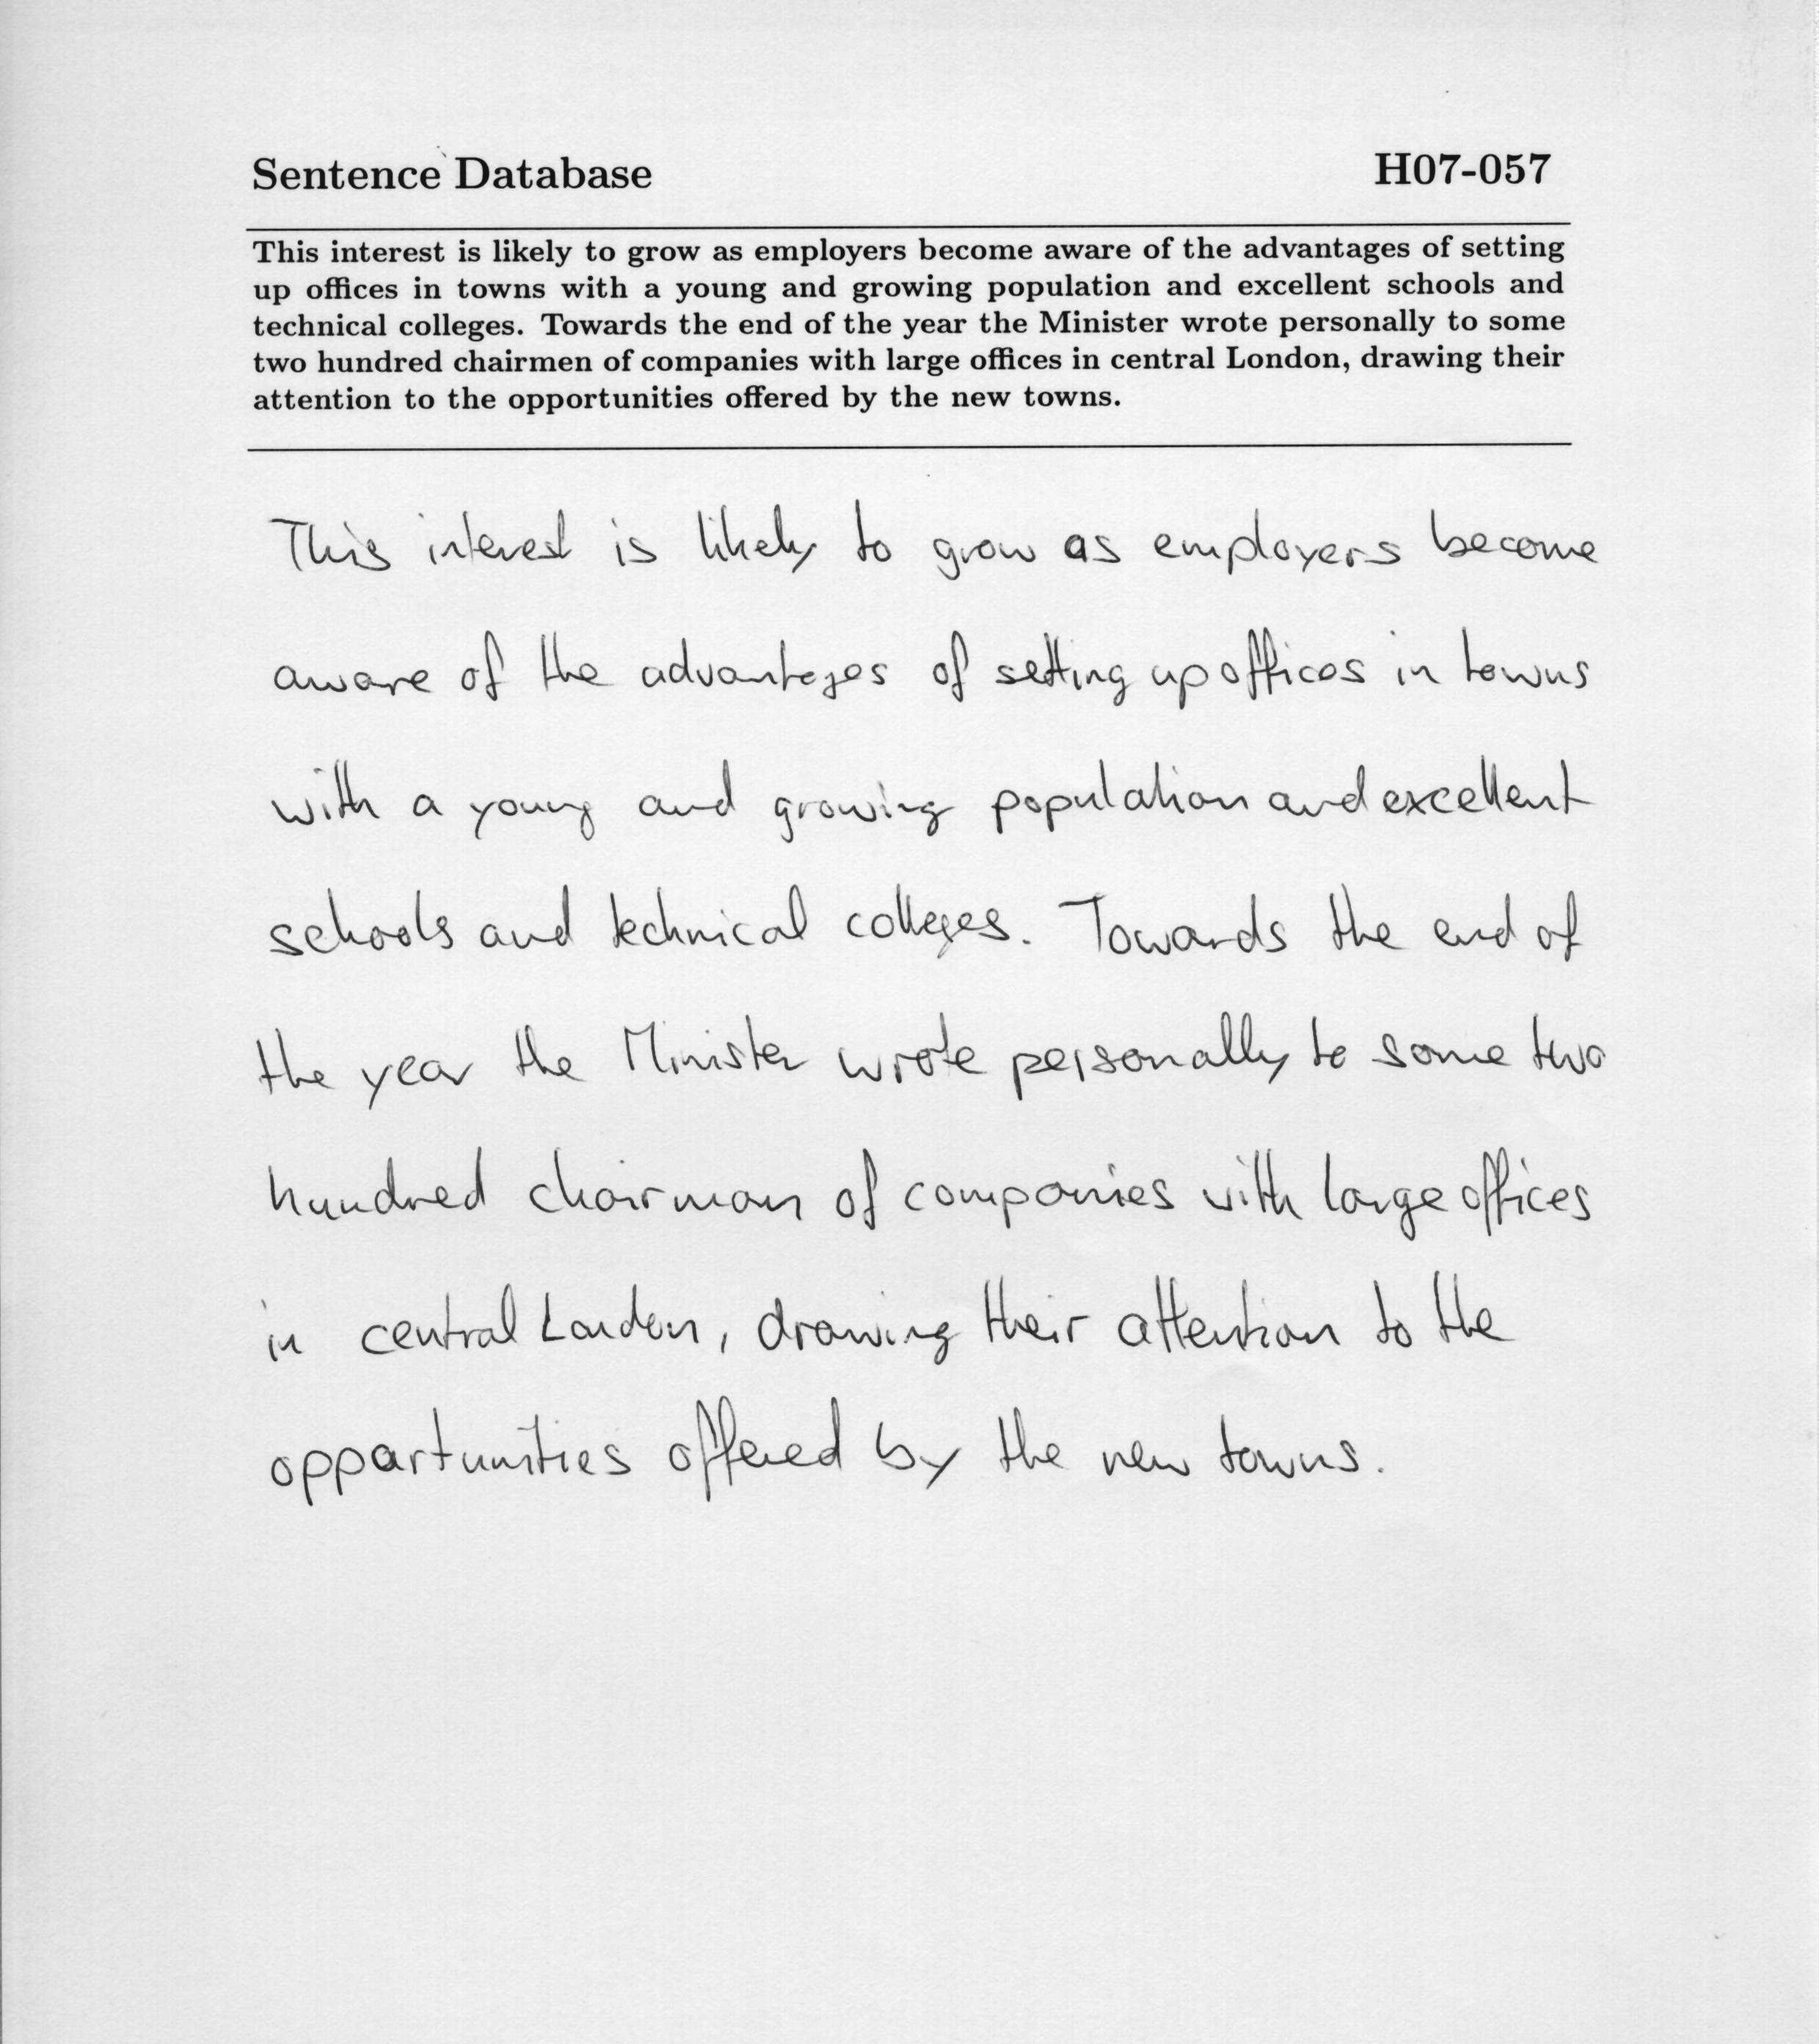 Sentence Database
H07-057
This interest is likely to grow as employers become aware of the advantages of setting
up offices in towns with a young and growing population and excellent schools and
technical colleges. Towards the end of the year the Minister wrote personally to some
two hundred chairmen of companies with large offices in central London, drawing their
attention to the opportunities offered by the new towns.
This interest is likely to grow as employers become
aware of the advantages of setting up offices in towns
with a young and growing population and excellent
schools and technical colleges. Towards the end of
the year the Minister wrote personally to some two
hundred chairman of companies with large offices
in central London, drawing their attention to the
opportunities offered by the new towns.